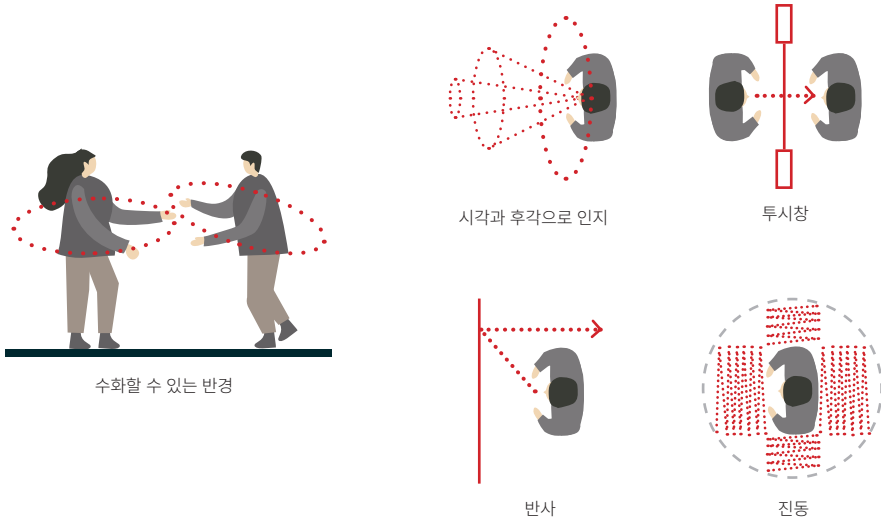 시각과 후각으로 인지
투시창
수화할 수 있는 반경
반사
진동